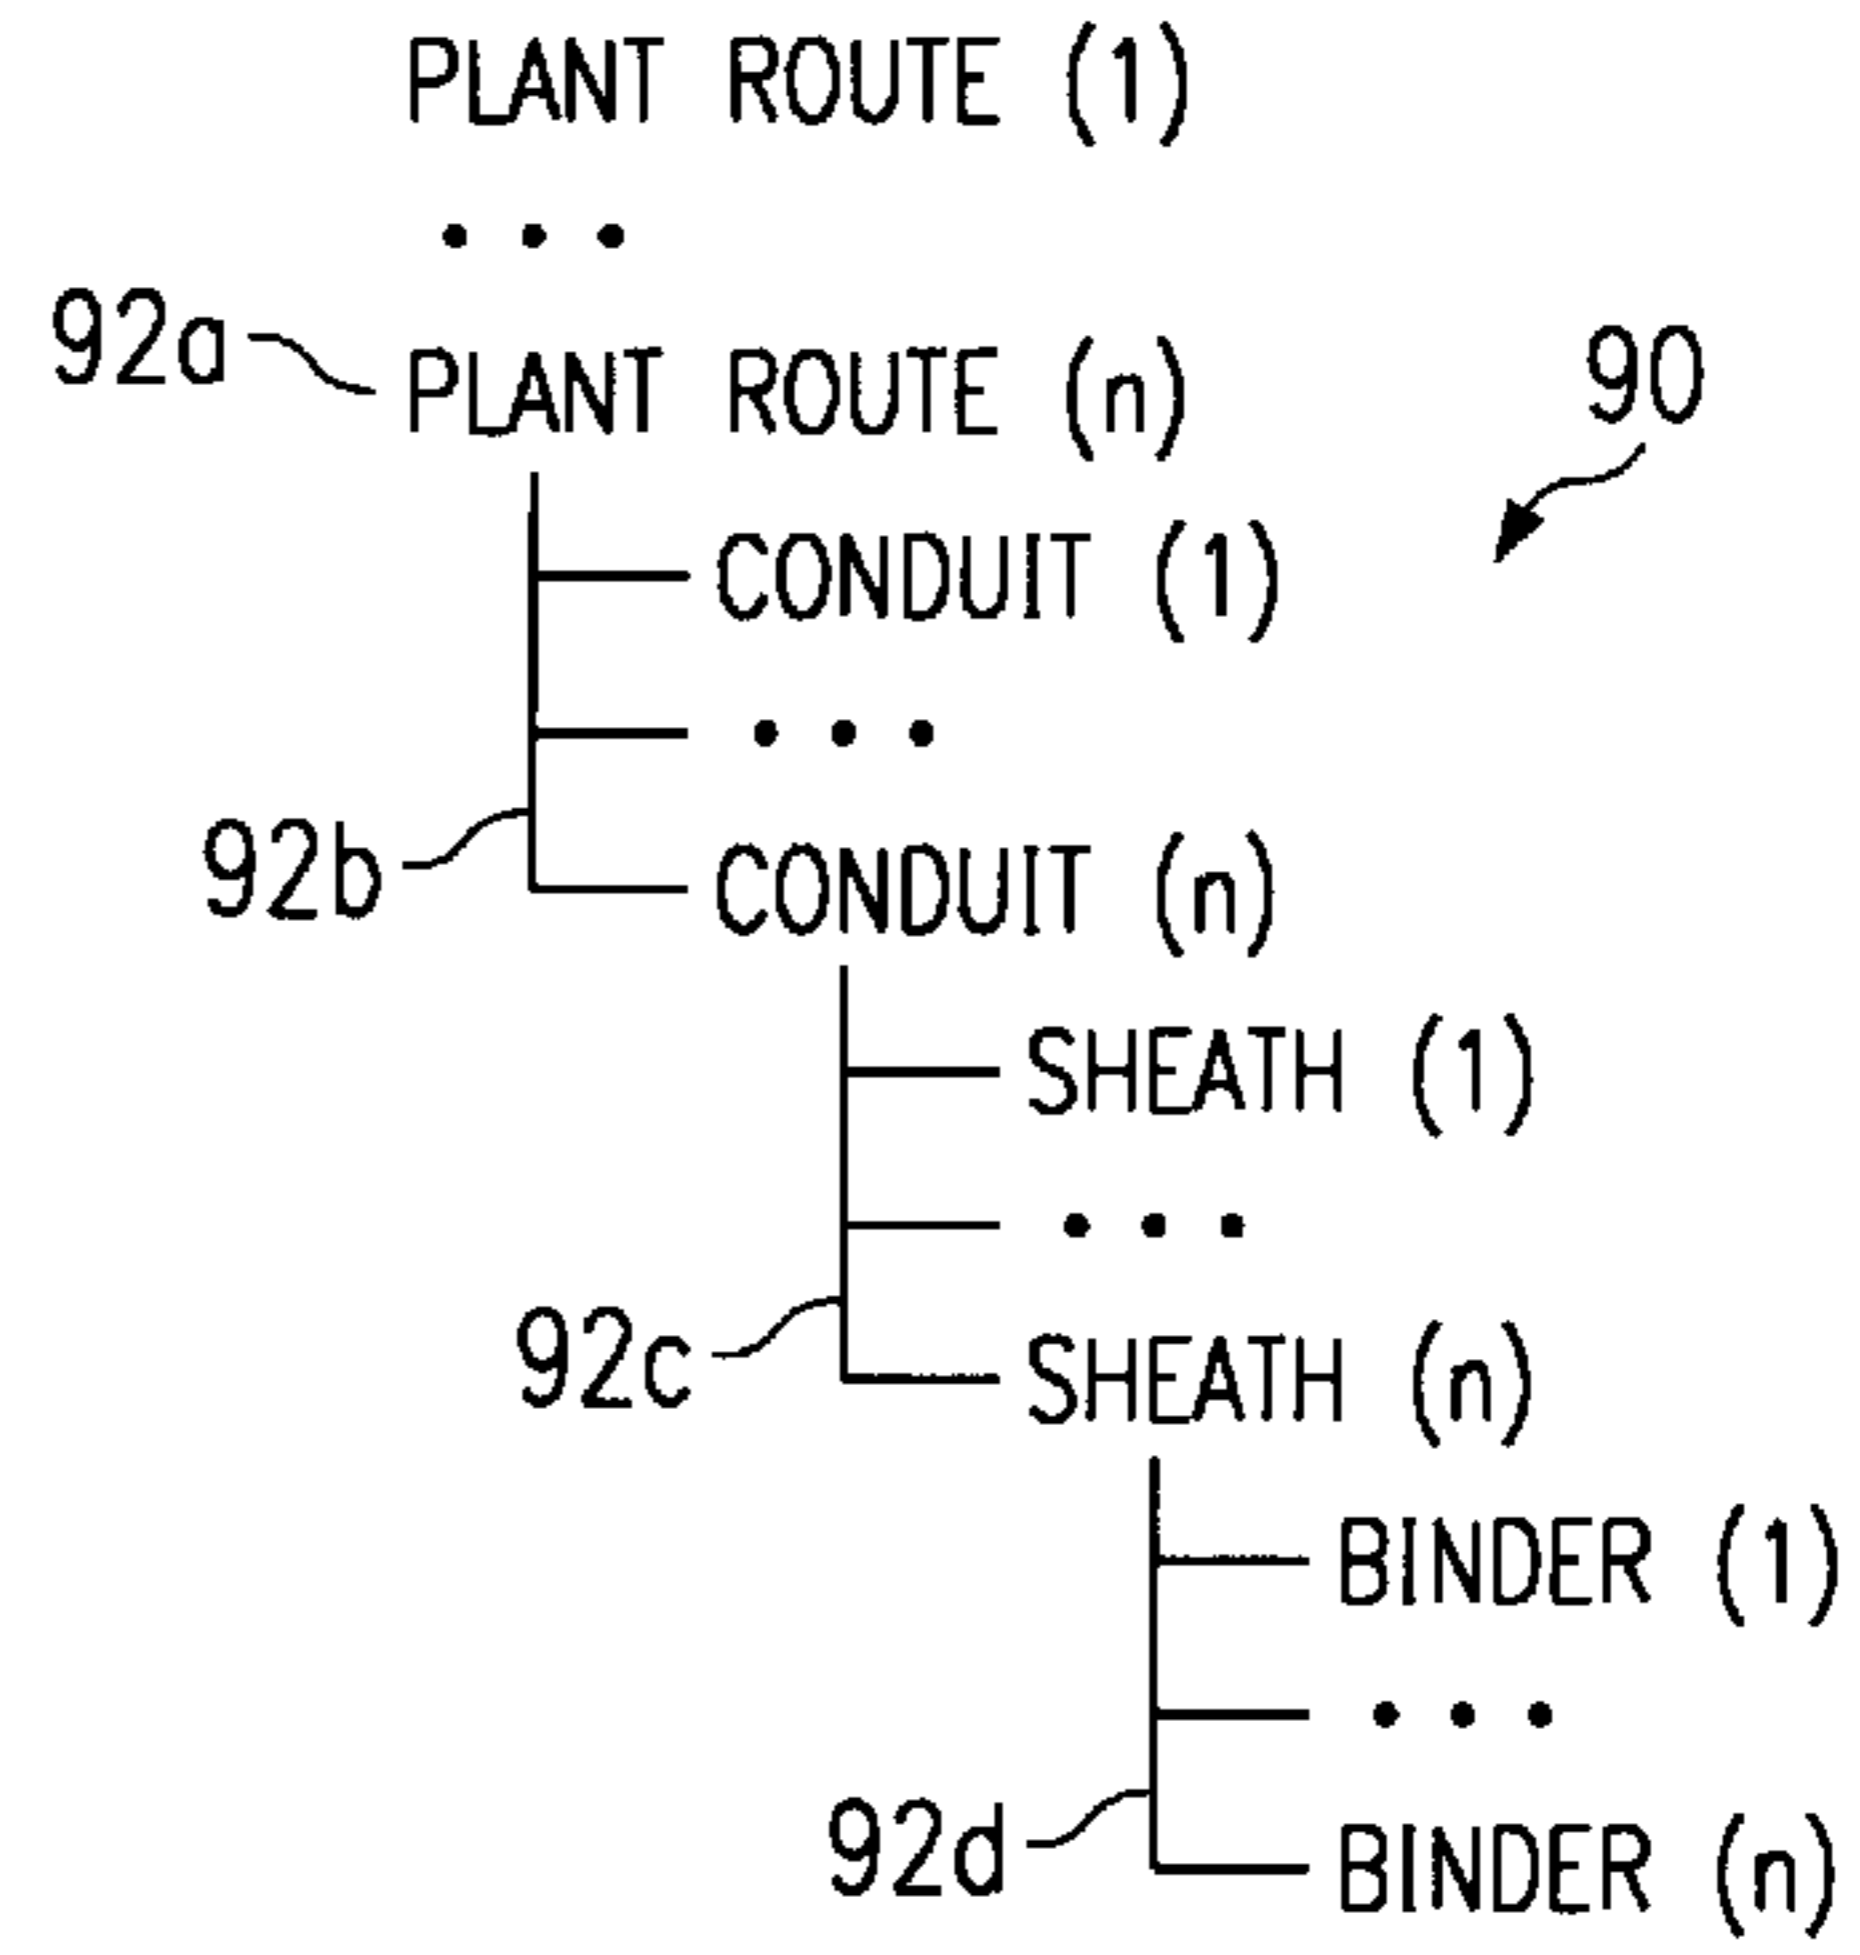 PLANT ROUTE (1)
• • •
92a
PLANT ROUTE (n)
90
CONDUIT (1)
• • •
92b
CONDUIT (n)
SHEATH (1)
• • •
92c
SHEATH (n)
BINDER (1)
• • •
92d
BINDER (n)